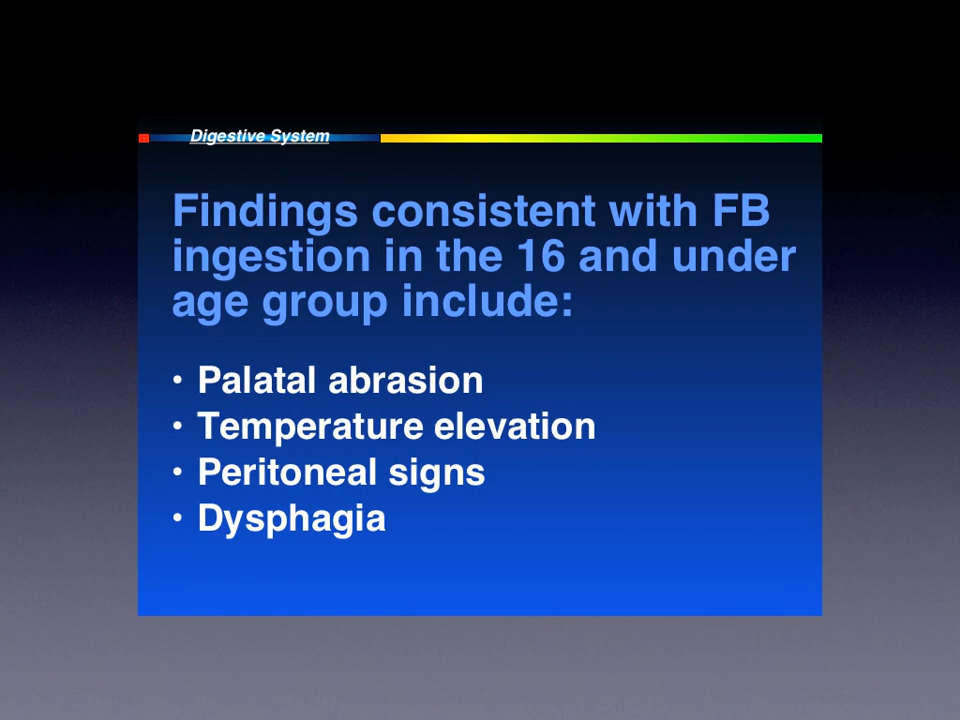 Digestive System
Findings consistent with FB
ingestion in the 16 and under
age group include:
• Palatal abrasion
• Temperature elevation
• Peritoneal signs
• Dysphagia